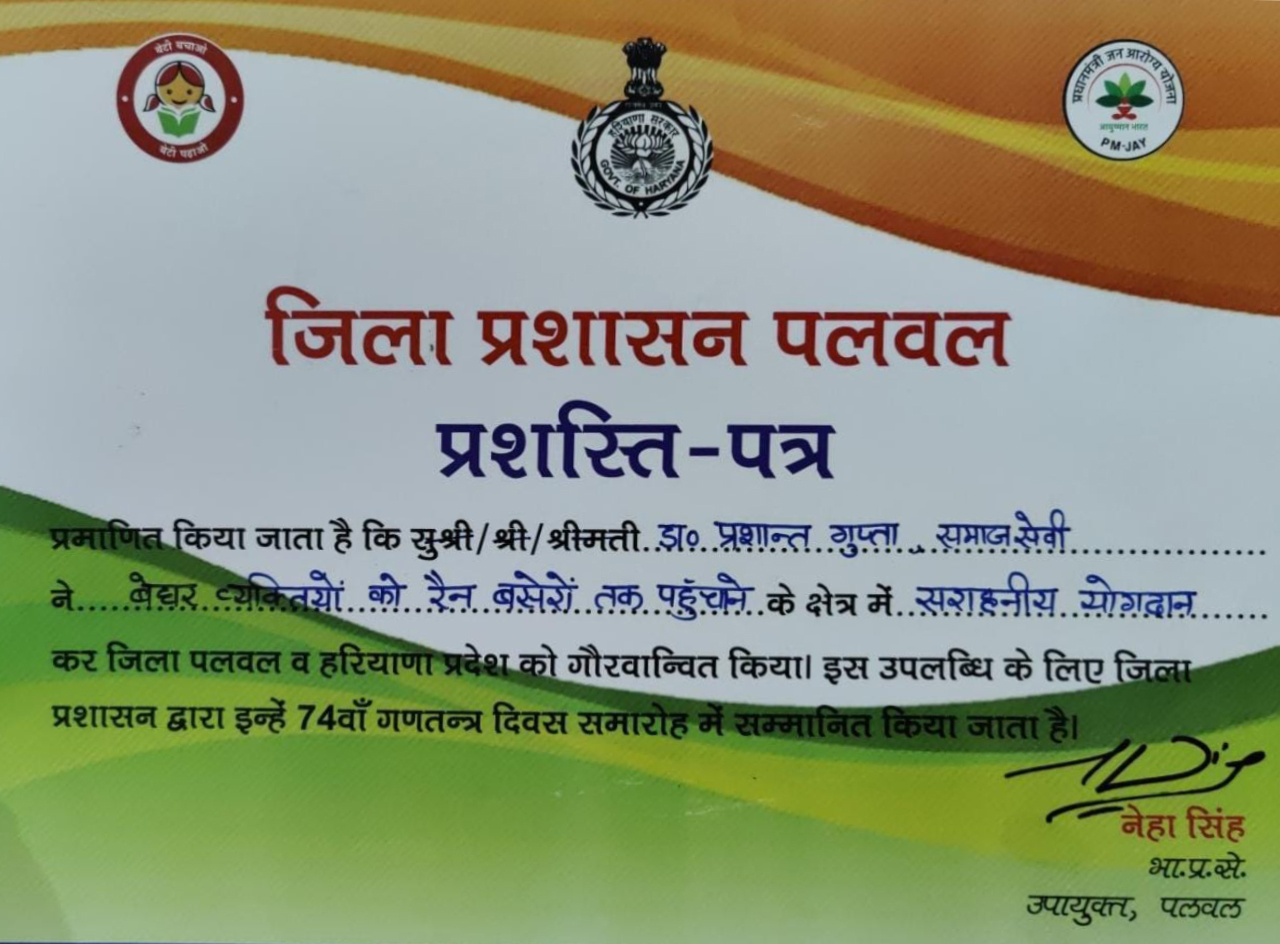 बेटी बचाओ
बेटी पढ़ाओ
हरियाणा सरकार
GOVT. OF HARYANA
प्रधानमंत्री जन आरोग्य योजना
आयुष्मान भारत
PM-JAY
जिला प्रशासन पलवल
प्रशस्ति-पत्र
प्रमाणित किया जाता है कि सुश्री/श्री/श्रीमती डा० प्रशान्त गुप्ता, समाजसेवी
ने बेघर व्यक्तियों को रैन बसेरों तक पहुँचाने के क्षेत्र में सराहनीय योगदान
कर जिला पलवल व हरियाणा प्रदेश को गौरवान्वित किया। इस उपलब्धि के लिए जिला
प्रशासन द्वारा इन्हें 74वाँ गणतन्त्र दिवस समारोह में सम्मानित किया जाता है।
नेहा सिंह
भा.प्र.से.
उपायुक्त, पलवल